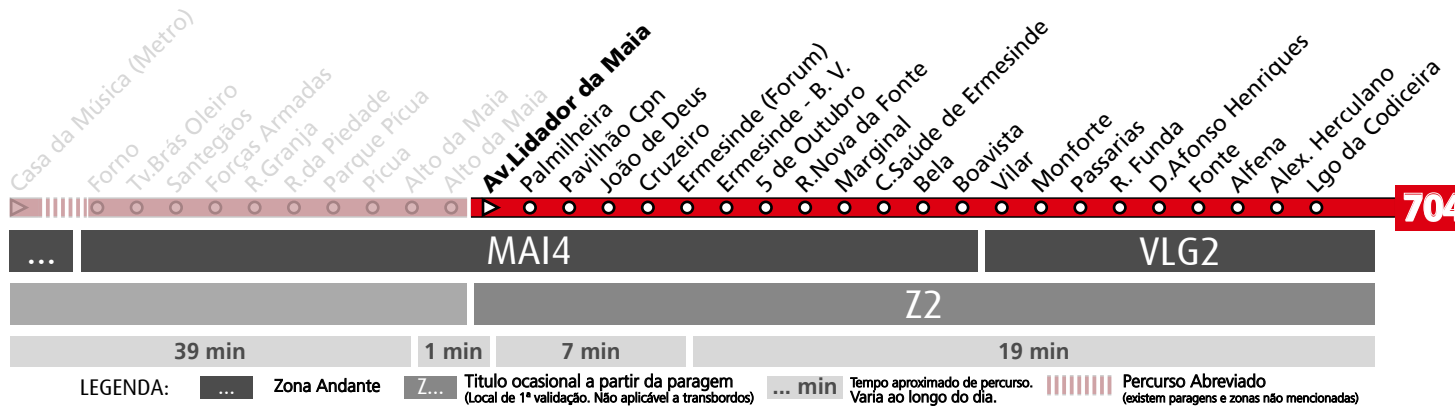 Casa da Música (Metro)
Forno
Tv.Brás Oleiro
Santegãos
Forças Armadas
R.Granja
R.da Piedade
Parque Pícua
Pícua
Alto da Maia
Alto da Maia
Av.Lidador da Maia
Palmilheira
Pavilhão Cpn
João de Deus
Cruzeiro
Ermesinde (Forum)
Ermesinde - B. V.
5 de Outubro
R.Nova da Fonte
Marginal
C.Saúde de Ermesinde
Bela
Boavista
Vilar
Monforte
Passarias
R. Funda
D.Afonso Henriques
Fonte
Alfena
Alex. Herculano
Lgo da Codiceira
704
... MAI4 VLG2
Z2
39 min 1 min 7 min 19 min
LEGENDA: ... Zona Andante Z... Titulo ocasional a partir da paragem
(Local de 1ª validação. Não aplicável a transbordos)
... min Tempo aproximado de percurso.
Varia ao longo do dia.
Percurso Abreviado
(existem paragens e zonas não mencionadas)